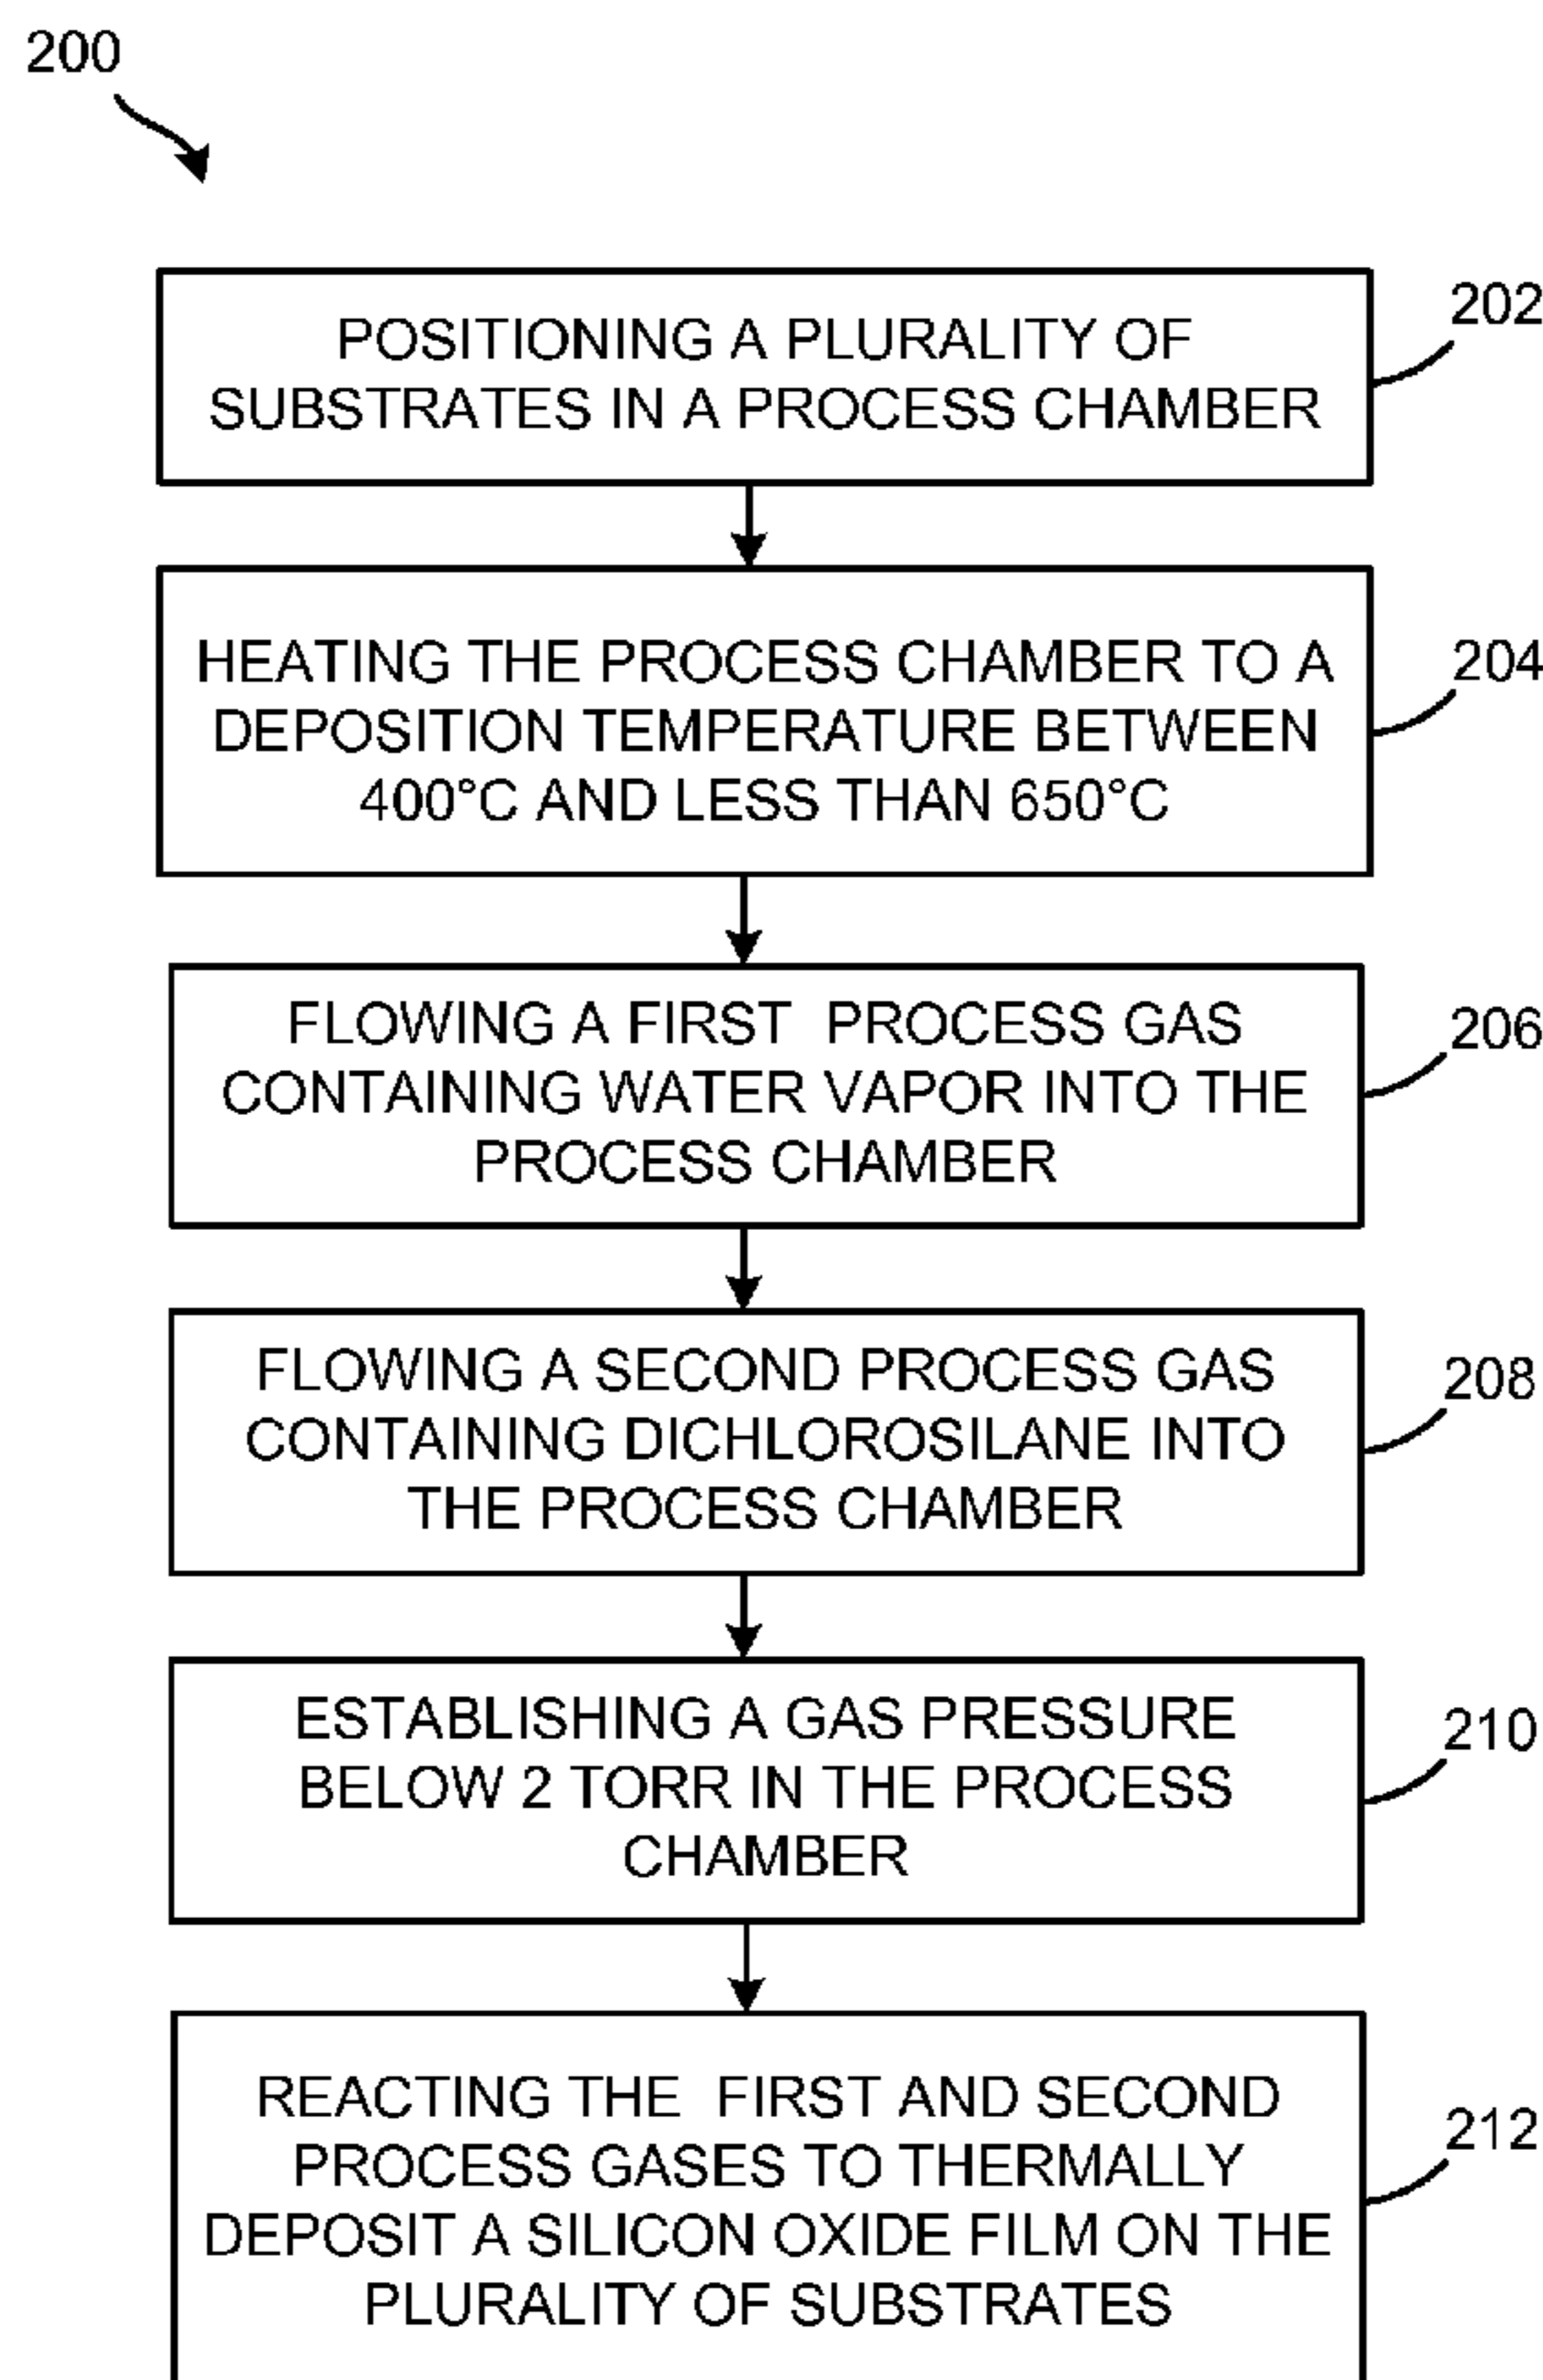 200
POSITIONING A PLURALITY OF
SUBSTRATES IN A PROCESS CHAMBER
202
HEATING THE PROCESS CHAMBER TO A
DEPOSITION TEMPERATURE BETWEEN
400°C AND LESS THAN 650°C
204
FLOWING A FIRST PROCESS GAS
CONTAINING WATER VAPOR INTO THE
PROCESS CHAMBER
206
FLOWING A SECOND PROCESS GAS
CONTAINING DICHLOROSILANE INTO
THE PROCESS CHAMBER
208
ESTABLISHING A GAS PRESSURE
BELOW 2 TORR IN THE PROCESS
CHAMBER
210
REACTING THE FIRST AND SECOND
PROCESS GASES TO THERMALLY
DEPOSIT A SILICON OXIDE FILM ON THE
PLURALITY OF SUBSTRATES
212